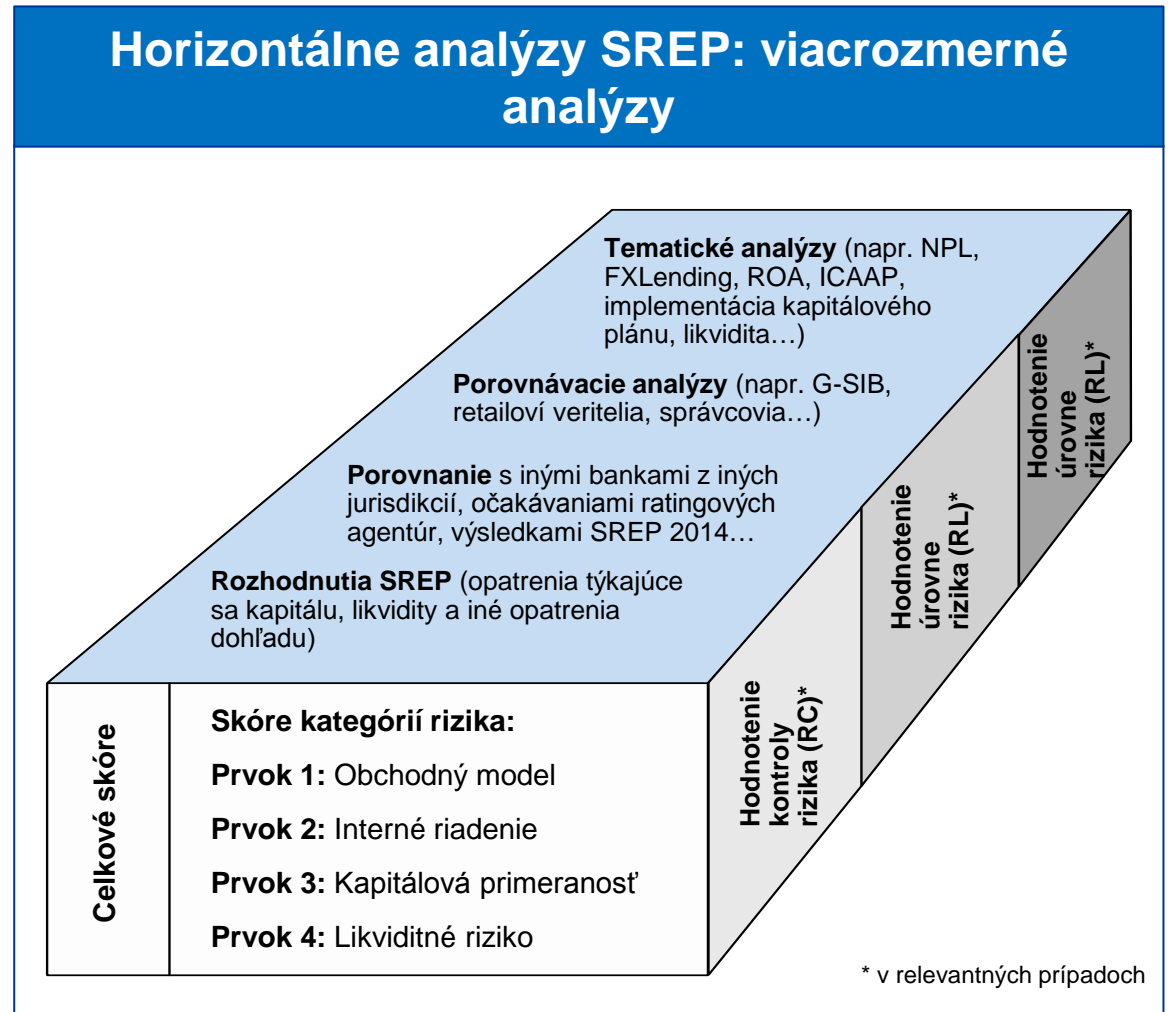 Horizontálne analýzy SREP: viacrozmerné
analýzy
Tematické analýzy (napr. NPL,
FXLending, ROA, ICAAP,
implementácia kapitálového
plánu, likvidita…)
Porovnávacie analýzy (napr. G-SIB,
retailoví veritelia, správcovia…)
Porovnanie s inými bankami z iných
jurisdikcií, očakávaniami ratingových
agentúr, výsledkami SREP 2014…
Rozhodnutia SREP (opatrenia týkajúce
sa kapitálu, likvidity a iné opatrenia
dohľadu)
Celkové skóre
Skóre kategórií rizika:
Prvok 1: Obchodný model
Prvok 2: Interné riadenie
Prvok 3: Kapitálová primeranosť
Prvok 4: Likviditné riziko
Hodnotenie
kontroly
rizika (RC)*
Hodnotenie
úrovne
rizika (RL)*
Hodnotenie
úrovne
rizika (RL)*
* v relevantných prípadoch